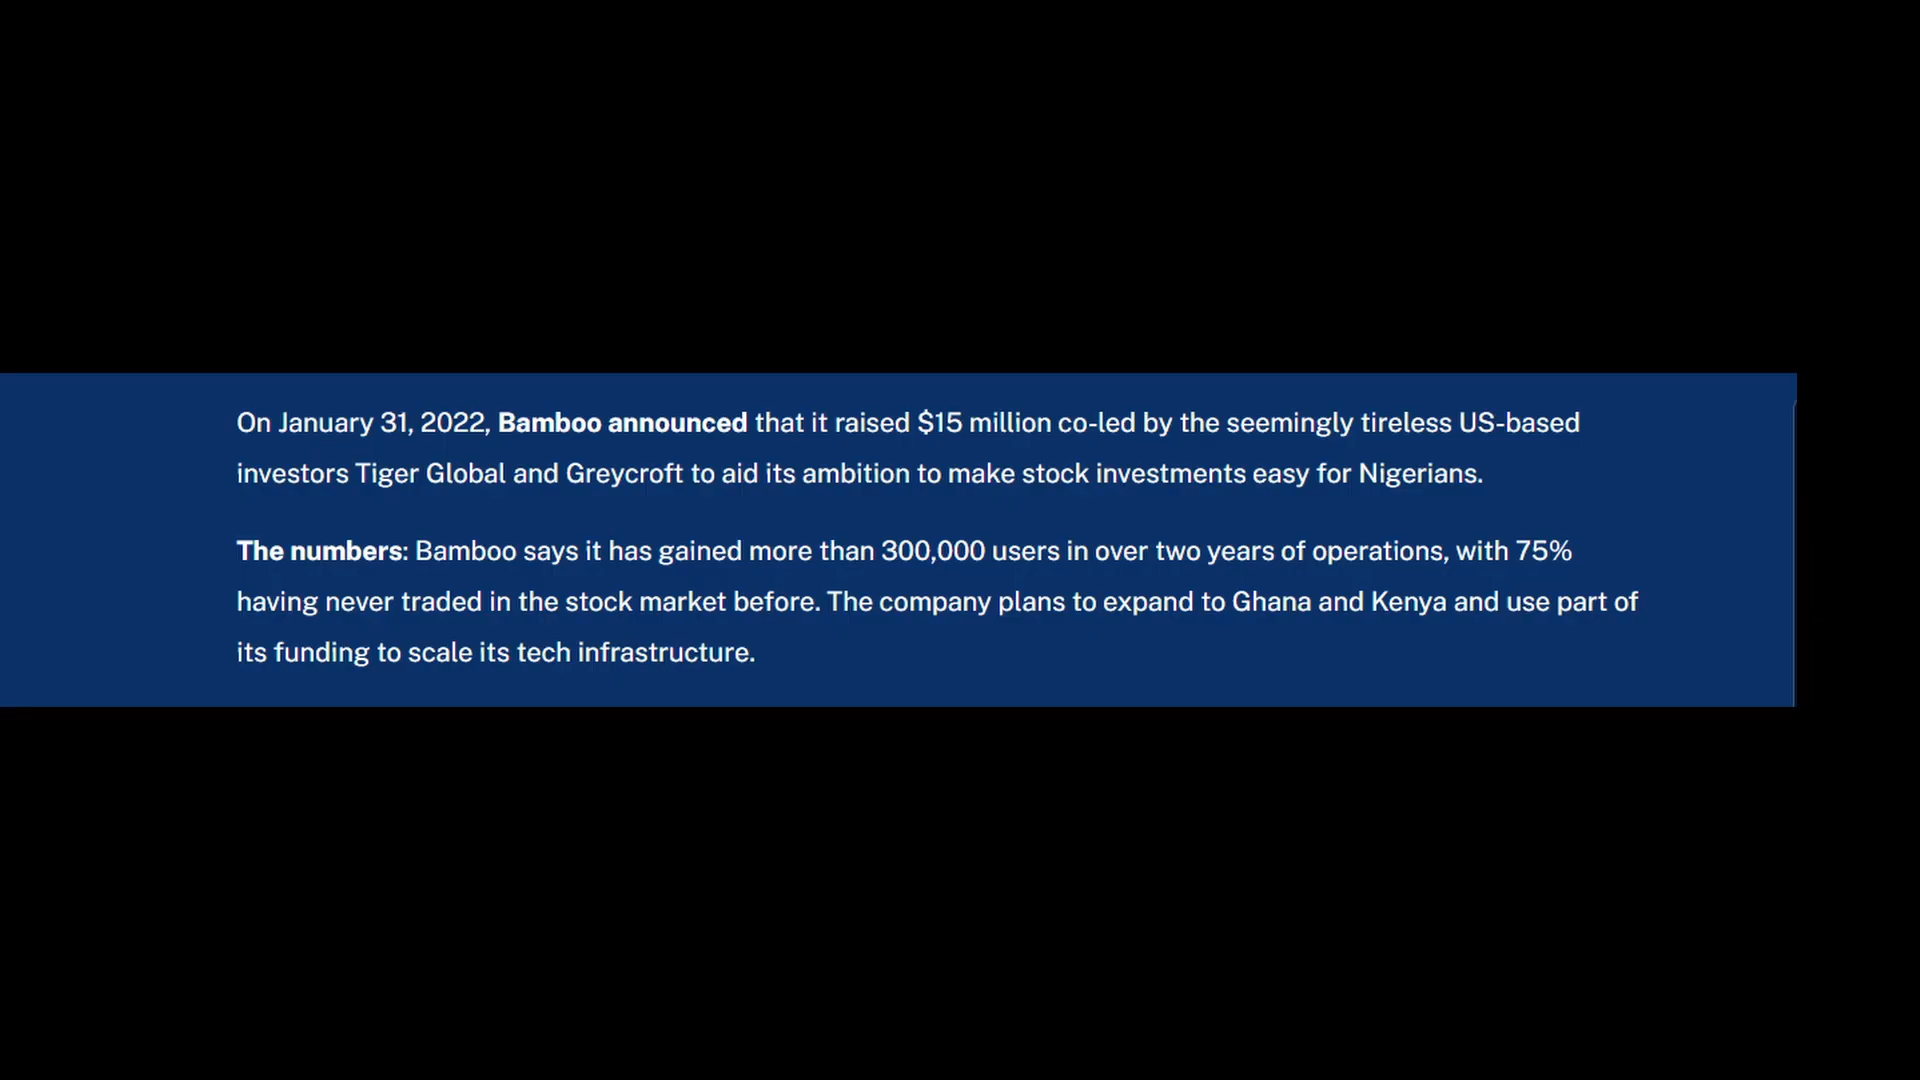 On January 31, 2022, Bamboo announced that it raised $15 million co-led by the seemingly tireless US-based
investors Tiger Global and Greycroft to aid its ambition to make stock investments easy for Nigerians.
The numbers: Bamboo says it has gained more than 300,000 users in over two years of operations, with 75%
having never traded in the stock market before. The company plans to expand to Ghana and Kenya and use part of
its funding to scale its tech infrastructure.